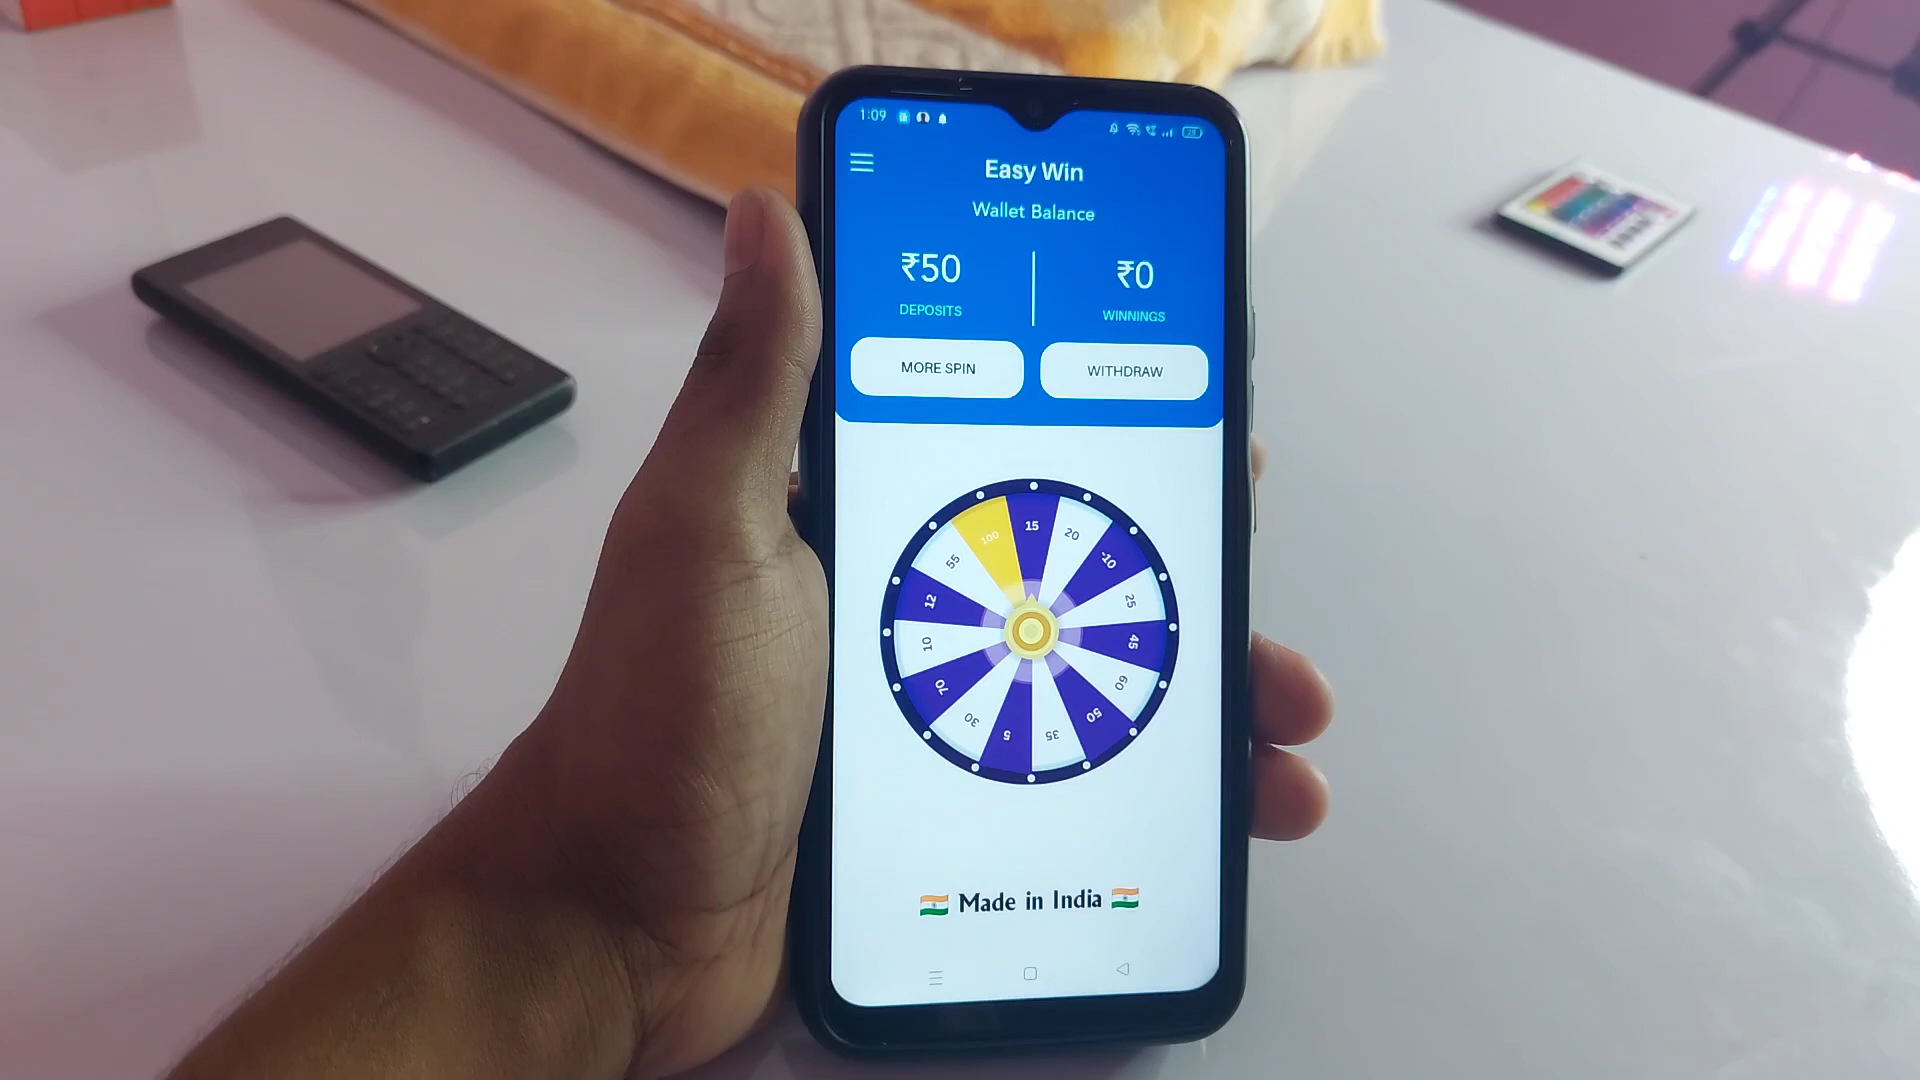 1:09
28
Easy Win
Wallet Balance
₹50
₹0
DEPOSITS
WINNINGS
MORE SPIN
WITHDRAW
15
20
-10
25
45
60
50
35
5
30
70
10
12
55
100
Made in India